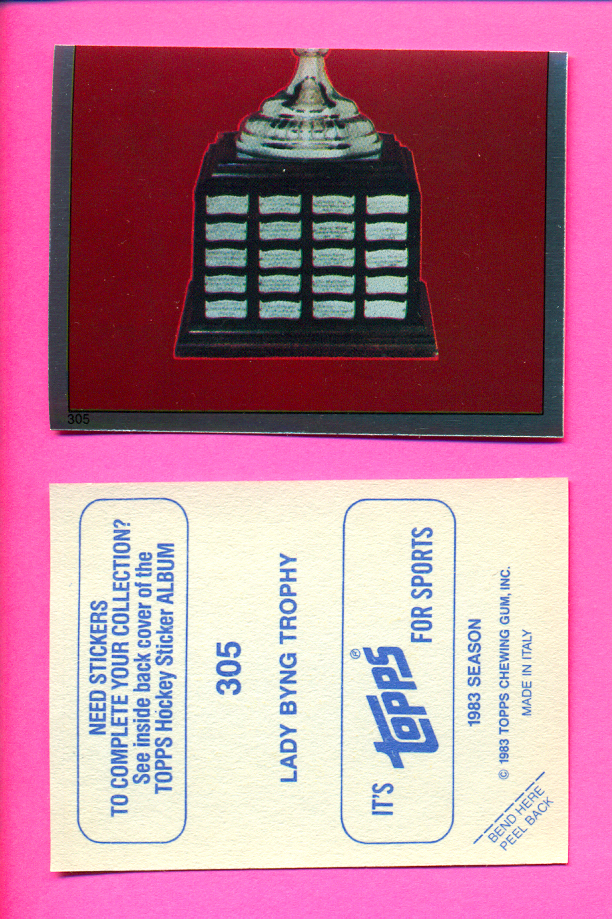 305
NEED STICKERS
TO COMPLETE YOUR COLLECTION?
See inside back cover of the
TOPPS Hockey Sticker ALBUM
305
LADY BYNG TROPHY
IT'S topps® FOR SPORTS
1983 SEASON
© 1983 TOPPS CHEWING GUM, INC.
MADE IN ITALY
BEND HERE
PEEL BACK